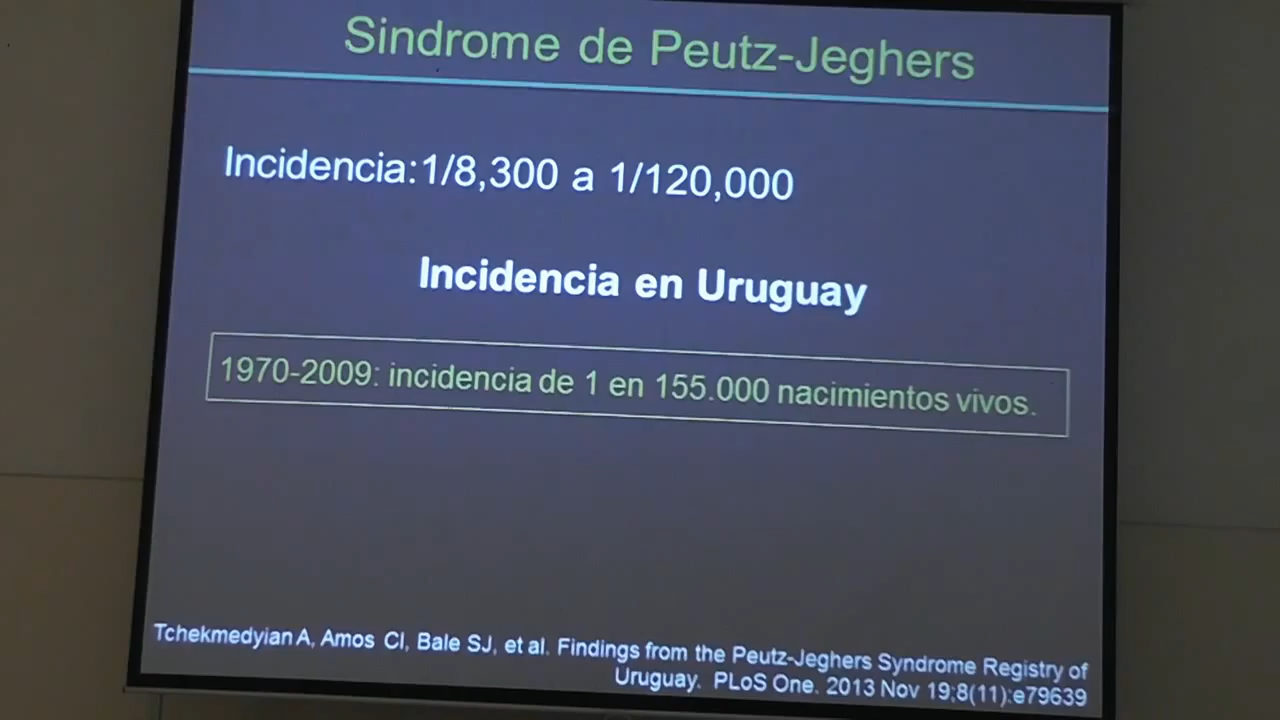 Sindrome de Peutz-Jeghers
Incidencia:1/8,300 a 1/120,000
Incidencia en Uruguay
1970-2009: incidencia de 1 en 155.000 nacimientos vivos.
Tchekmedyian A, Amos CI, Bale SJ, et al. Findings from the Peutz-Jeghers Syndrome Registry of
Uruguay. PLoS One. 2013 Nov 19;8(11):e79639